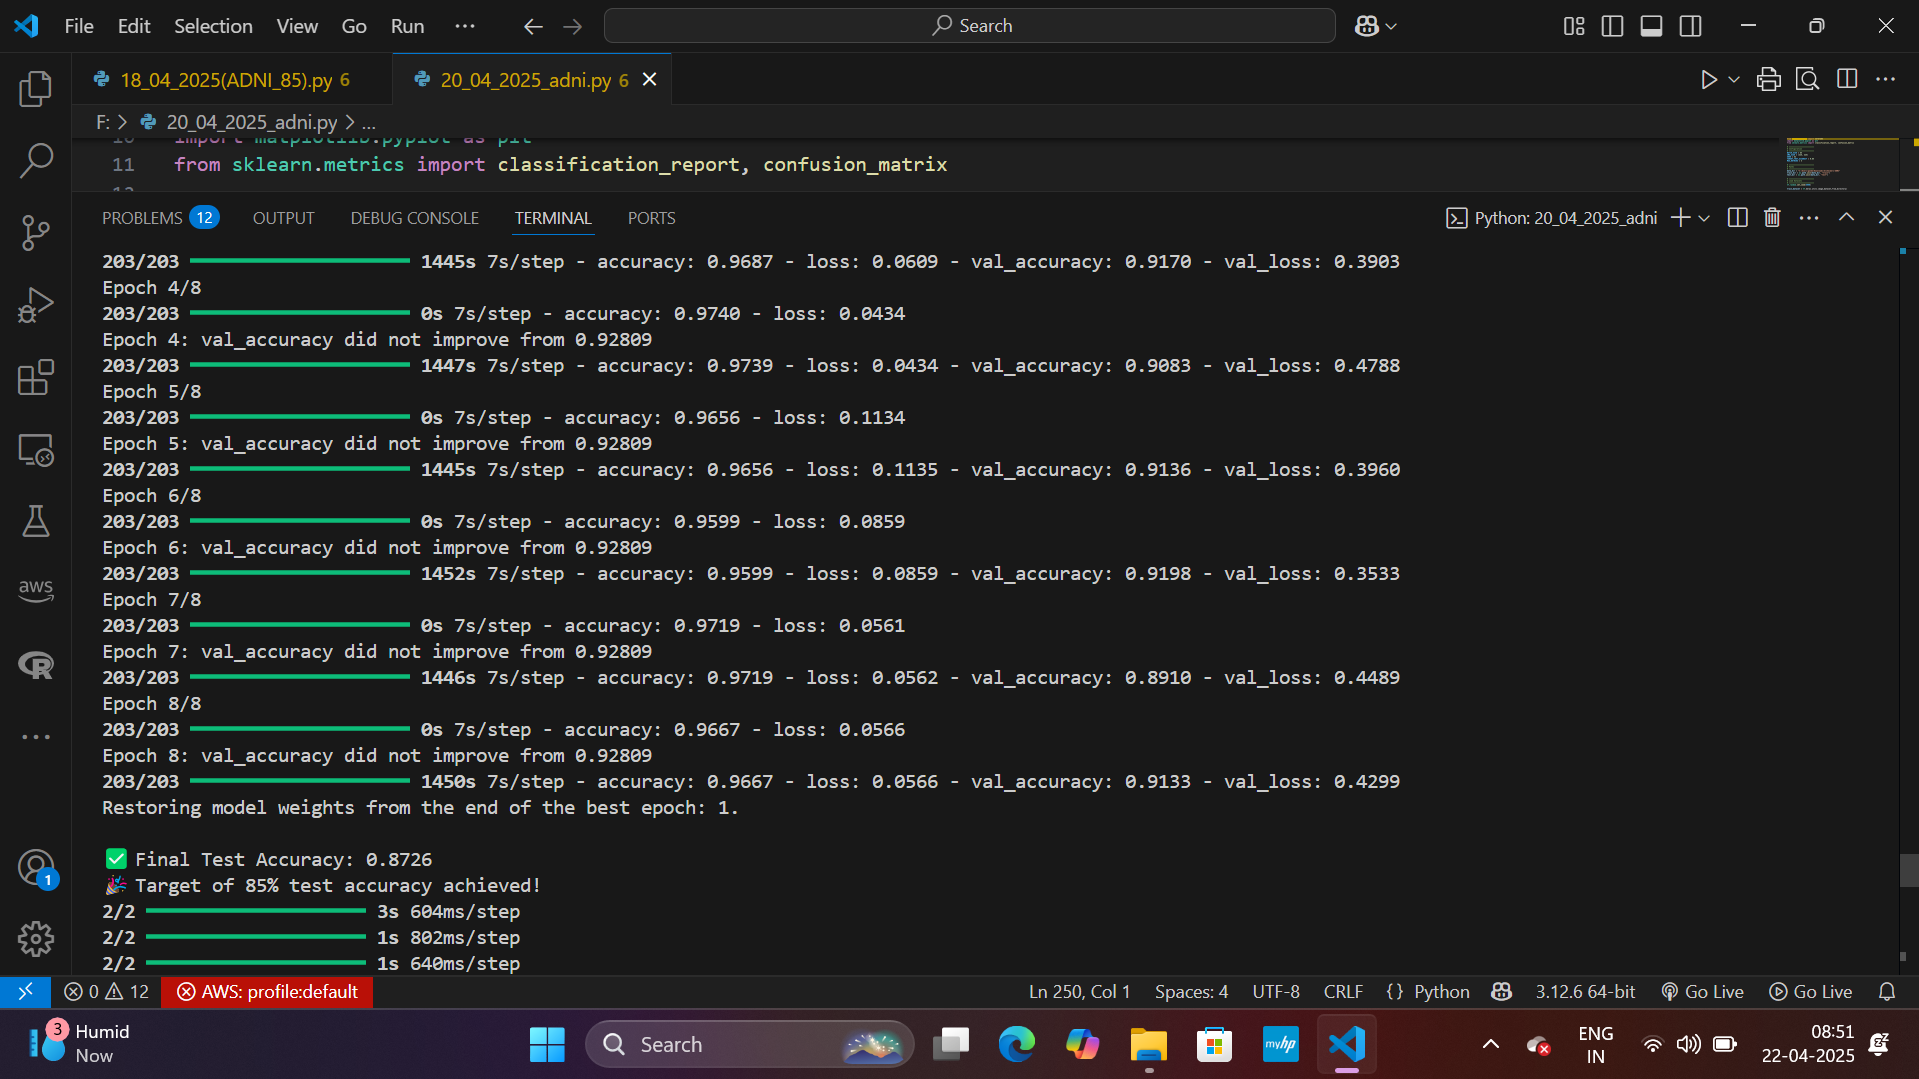 File Edit Selection View Go Run ··· Search
18_04_2025(ADNI_85).py 6 20_04_2025_adni.py 6
F: > 20_04_2025_adni.py > ...
10 import matplotlib.pyplot as plt
11 from sklearn.metrics import classification_report, confusion_matrix
12
PROBLEMS 12 OUTPUT DEBUG CONSOLE TERMINAL PORTS Python: 20_04_2025_adni
203/203 1445s 7s/step - accuracy: 0.9687 - loss: 0.0609 - val_accuracy: 0.9170 - val_loss: 0.3903
Epoch 4/8
203/203 0s 7s/step - accuracy: 0.9740 - loss: 0.0434
Epoch 4: val_accuracy did not improve from 0.92809
203/203 1447s 7s/step - accuracy: 0.9739 - loss: 0.0434 - val_accuracy: 0.9083 - val_loss: 0.4788
Epoch 5/8
203/203 0s 7s/step - accuracy: 0.9656 - loss: 0.1134
Epoch 5: val_accuracy did not improve from 0.92809
203/203 1445s 7s/step - accuracy: 0.9656 - loss: 0.1135 - val_accuracy: 0.9136 - val_loss: 0.3960
Epoch 6/8
203/203 0s 7s/step - accuracy: 0.9599 - loss: 0.0859
Epoch 6: val_accuracy did not improve from 0.92809
203/203 1452s 7s/step - accuracy: 0.9599 - loss: 0.0859 - val_accuracy: 0.9198 - val_loss: 0.3533
Epoch 7/8
203/203 0s 7s/step - accuracy: 0.9719 - loss: 0.0561
Epoch 7: val_accuracy did not improve from 0.92809
203/203 1446s 7s/step - accuracy: 0.9719 - loss: 0.0562 - val_accuracy: 0.8910 - val_loss: 0.4489
Epoch 8/8
203/203 0s 7s/step - accuracy: 0.9667 - loss: 0.0566
Epoch 8: val_accuracy did not improve from 0.92809
203/203 1450s 7s/step - accuracy: 0.9667 - loss: 0.0566 - val_accuracy: 0.9133 - val_loss: 0.4299
Restoring model weights from the end of the best epoch: 1.
✅ Final Test Accuracy: 0.8726
🎉 Target of 85% test accuracy achieved!
2/2 3s 604ms/step
2/2 1s 802ms/step
2/2 1s 640ms/step
aws
R
1
0 12 AWS: profile:default Ln 250, Col 1 Spaces: 4 UTF-8 CRLF {} Python 3.12.6 64-bit Go Live Go Live
3 Humid
Now
Search
myhp
ENG
IN
08:51
22-04-2025